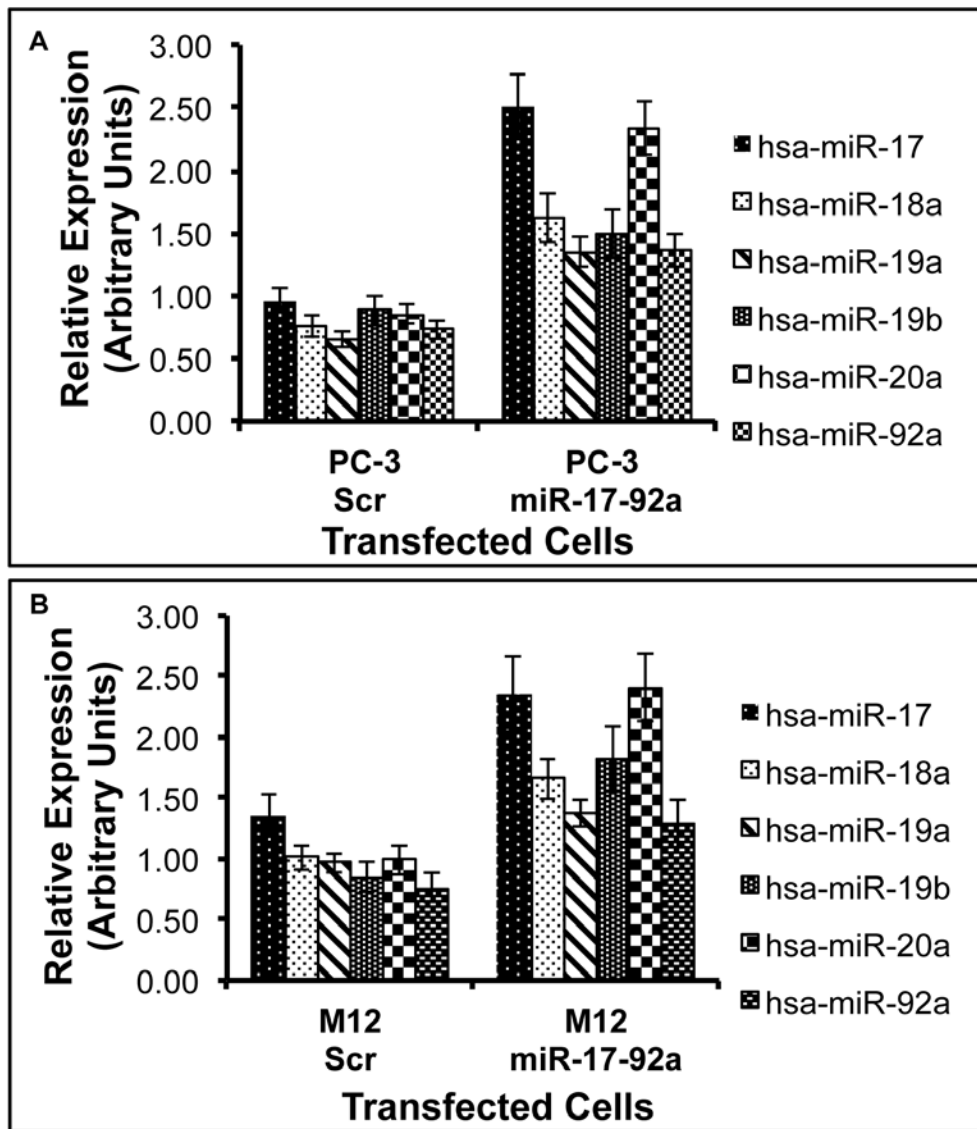 A
Relative Expression
(Arbitrary Units)
3.00
2.50
2.00
1.50
1.00
0.50
0.00
PC-3
Scr
PC-3
miR-17-92a
Transfected Cells
hsa-miR-17
hsa-miR-18a
hsa-miR-19a
hsa-miR-19b
hsa-miR-20a
hsa-miR-92a
B
Relative Expression
(Arbitrary Units)
3.00
2.50
2.00
1.50
1.00
0.50
0.00
M12
Scr
M12
miR-17-92a
Transfected Cells
hsa-miR-17
hsa-miR-18a
hsa-miR-19a
hsa-miR-19b
hsa-miR-20a
hsa-miR-92a